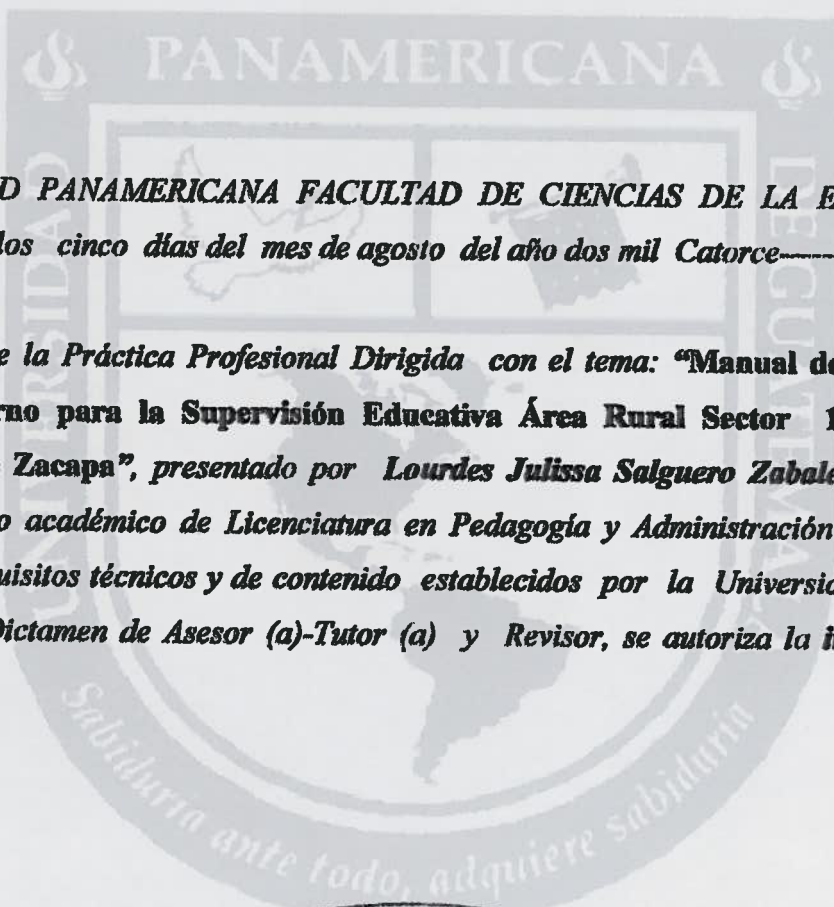 PANAMERICANA
UNIVERSIDAD
DE GUATEMALA
D PANAMERICANA FACULTAD DE CIENCIAS DE LA E
los cinco días del mes de agosto del año dos mil Catorce-----
e la Práctica Profesional Dirigida con el tema: “Manual de
rno para la Supervisión Educativa Área Rural Sector 1
Zacapa”, presentado por Lourdes Julissa Salguero Zabale
o académico de Licenciatura en Pedagogía y Administración
uisitos técnicos y de contenido establecidos por la Universid
Dictamen de Asesor (a)-Tutor (a) y Revisor, se autoriza la i
Sabiduría ante todo, adquiere sabiduría